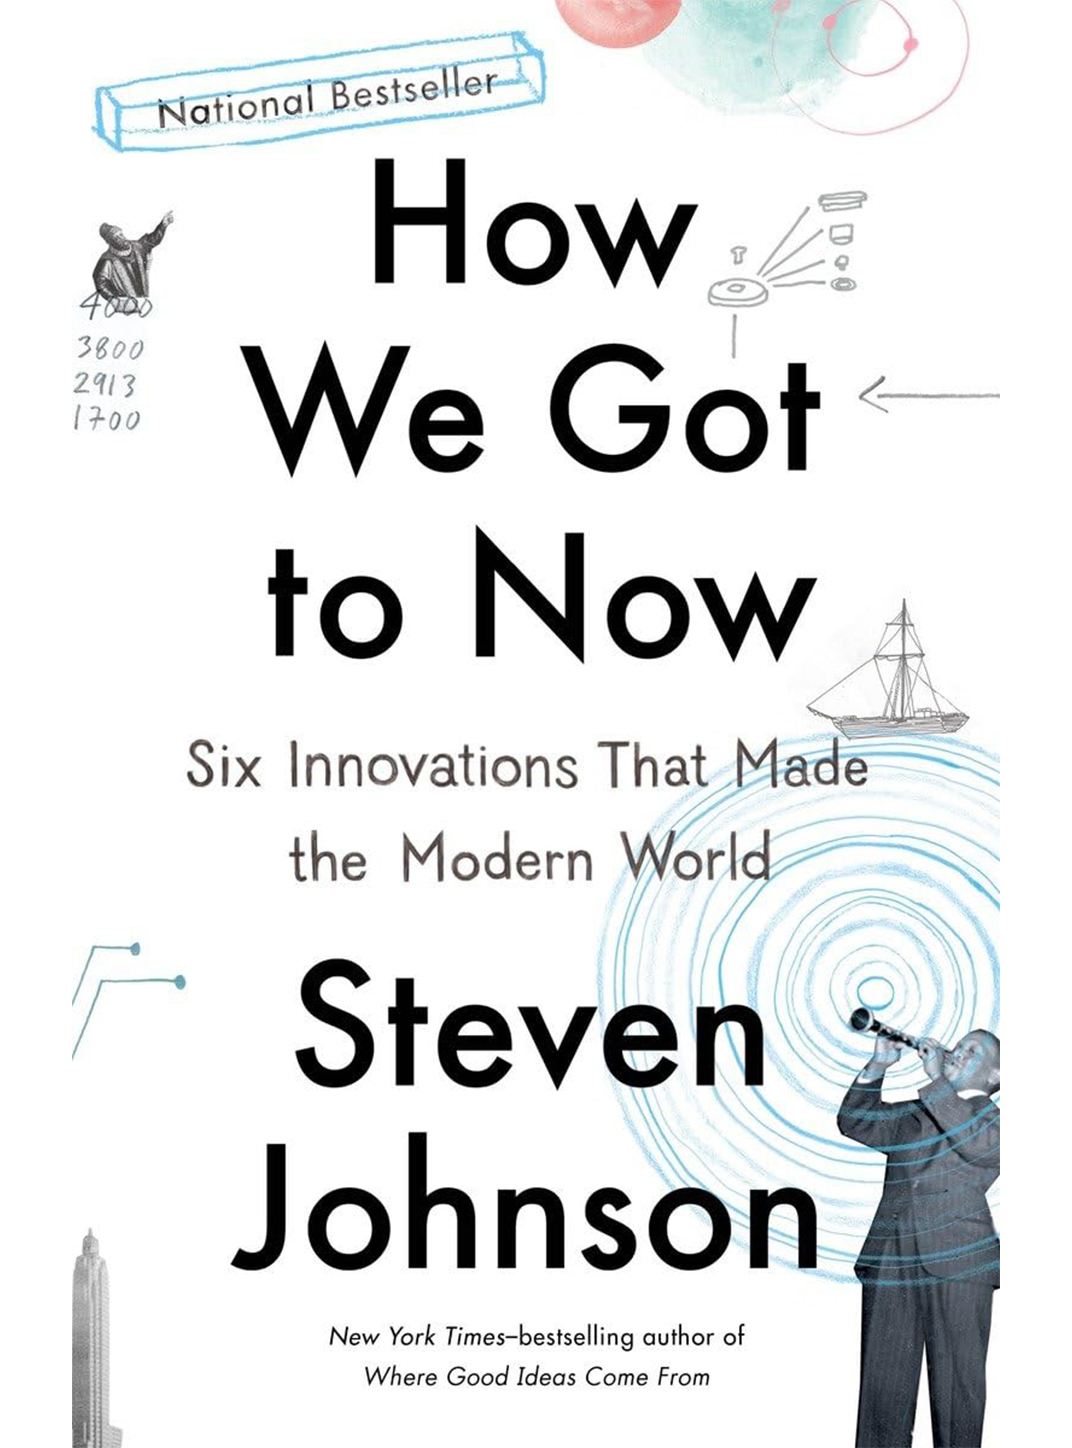 National Bestseller
How
We Got
to Now
4000
3800
2913
1700
Six Innovations That Made
the Modern World
Steven
Johnson
New York Times–bestselling author of
Where Good Ideas Come From